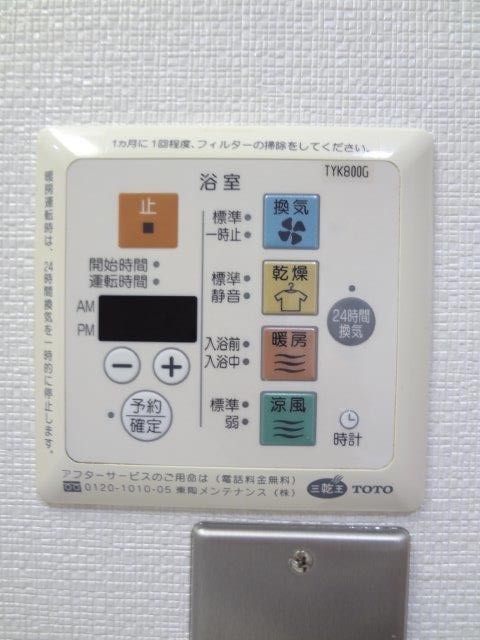 1ヵ月に1回程度、フィルターの掃除をしてください。
TYK800G
浴室
止
換気
標準
一時止
開始時間
運転時間
乾燥
標準
静音
AM
PM
24時間
換気
暖房
入浴前
入浴中
予約
確定
涼風
標準
弱
時計
暖房運転時は、24時間換気を一時的に停止します。
アフターサービスのご用命は(電話料金無料)
0120-1010-05 東陶メンテナンス(株)
三乾王
TOTO